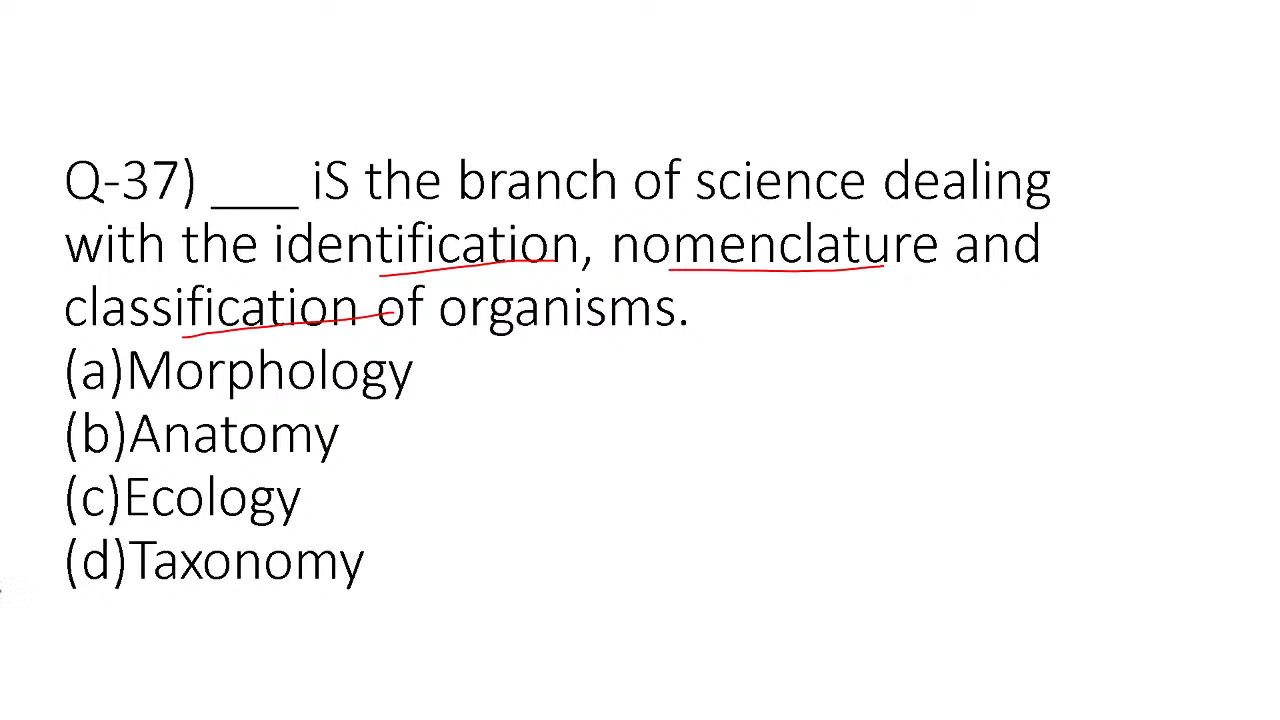 Q-37) ___ iS the branch of science dealing
with the identification, nomenclature and
classification of organisms.
(a)Morphology
(b)Anatomy
(c)Ecology
(d)Taxonomy